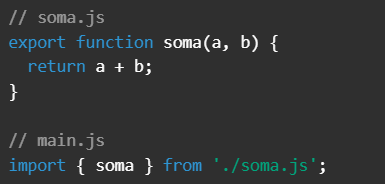 // soma.js
export function soma(a, b) {
  return a + b;
}

// main.js
import { soma } from './soma.js';